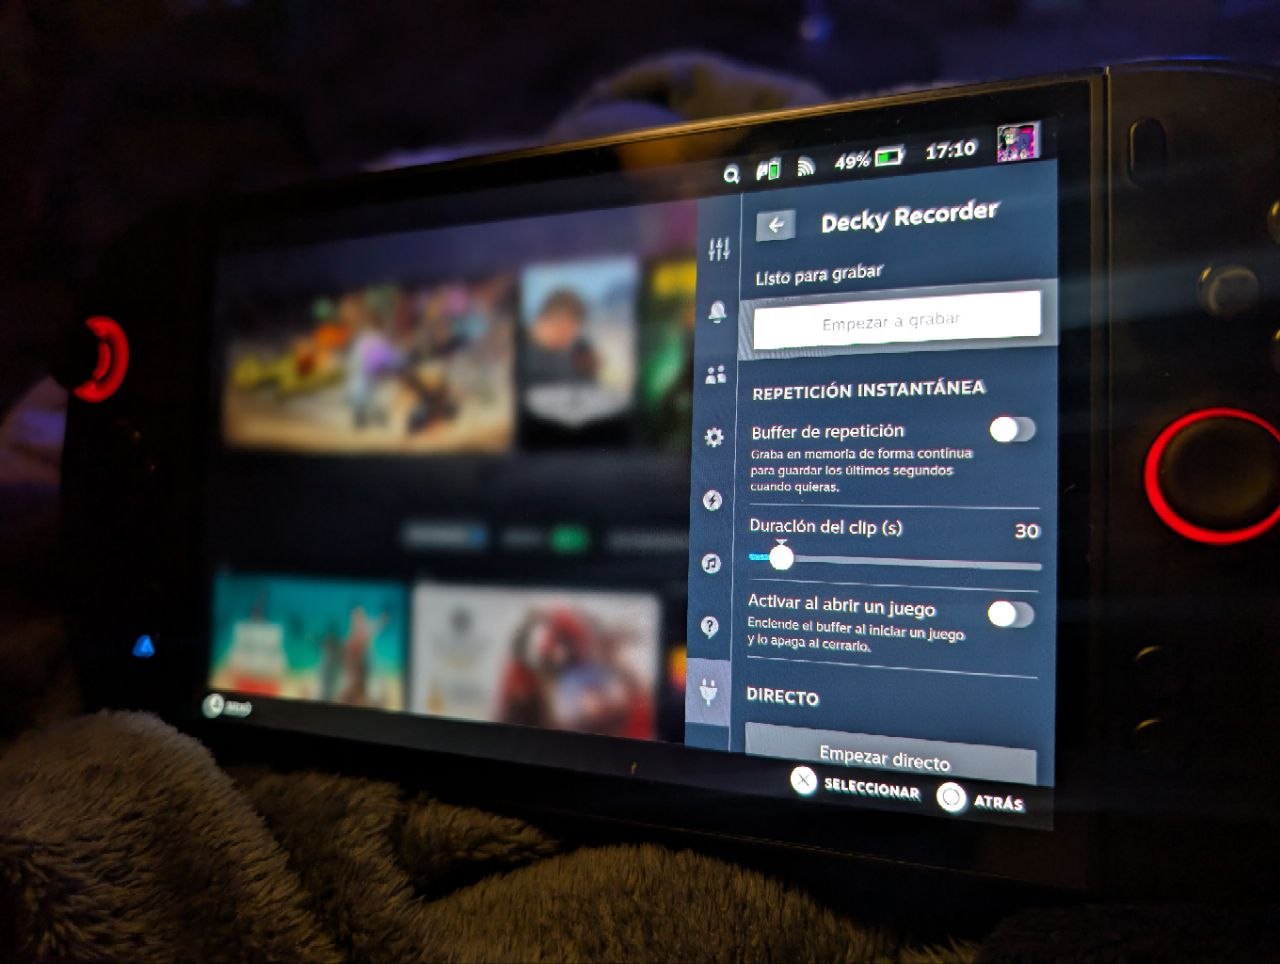 49%
17:10
Decky Recorder
Listo para grabar
Empezar a grabar
REPETICIÓN INSTANTÁNEA
Buffer de repetición
Graba en memoria de forma continua
para guardar los últimos segundos
cuando quieras.
Duración del clip (s)
30
Activar al abrir un juego
Enciende el buffer al iniciar un juego
y lo apaga al cerrarlo.
DIRECTO
Empezar directo
MENÚ
SELECCIONAR
ATRÁS